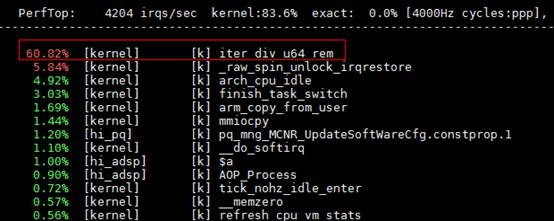 PerfTop:    4204 irqs/sec  kernel:83.6%  exact:  0.0% [4000Hz cycles:ppp],
60.82%  [kernel]       [k] iter_div_u64_rem
5.84%  [kernel]       [k] _raw_spin_unlock_irqrestore
4.92%  [kernel]       [k] arch_cpu_idle
3.03%  [kernel]       [k] finish_task_switch
1.69%  [kernel]       [k] arm_copy_from_user
1.44%  [kernel]       [k] mmiocpy
1.20%  [hi_pq]        [k] pq_mng_MCNR_UpdateSoftWareCfg.constprop.1
1.10%  [kernel]       [k] __do_softirq
1.00%  [hi_adsp]      [k] $a
0.90%  [hi_adsp]      [k] AOP_Process
0.72%  [kernel]       [k] tick_nohz_idle_enter
0.57%  [kernel]       [k] __memzero
0.56%  [kernel]       [k] refresh_cpu_vm_stats